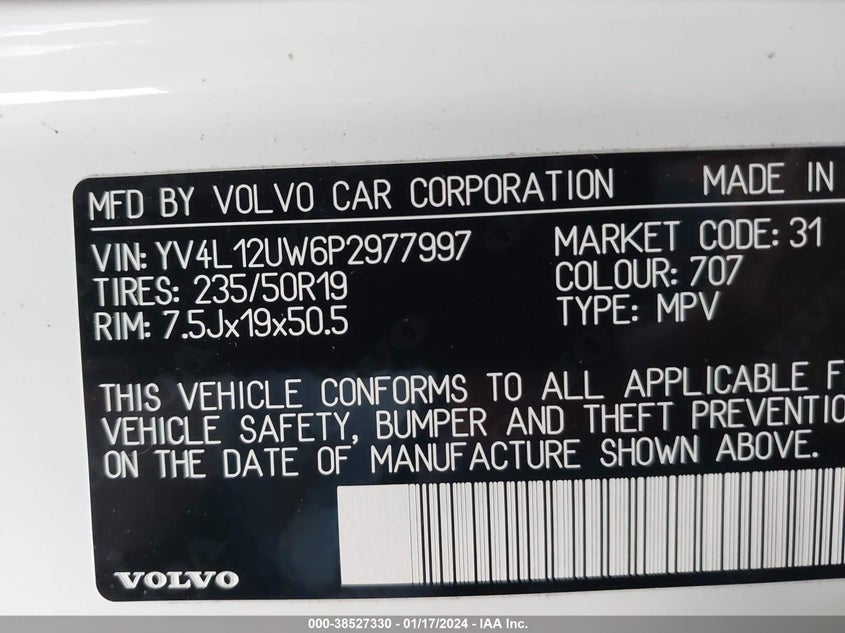 MFD BY VOLVO CAR CORPORATION MADE IN
VIN: YV4L12UW6P2977997 MARKET CODE: 31
TIRES: 235/50R19 COLOUR: 707
RIM: 7.5Jx19x50.5 TYPE: MPV
THIS VEHICLE CONFORMS TO ALL APPLICABLE F
VEHICLE SAFETY, BUMPER AND THEFT PREVENTIO
ON THE DATE OF MANUFACTURE SHOWN ABOVE.
VOLVO
000-38527330 - 01/17/2024 - IAA Inc.